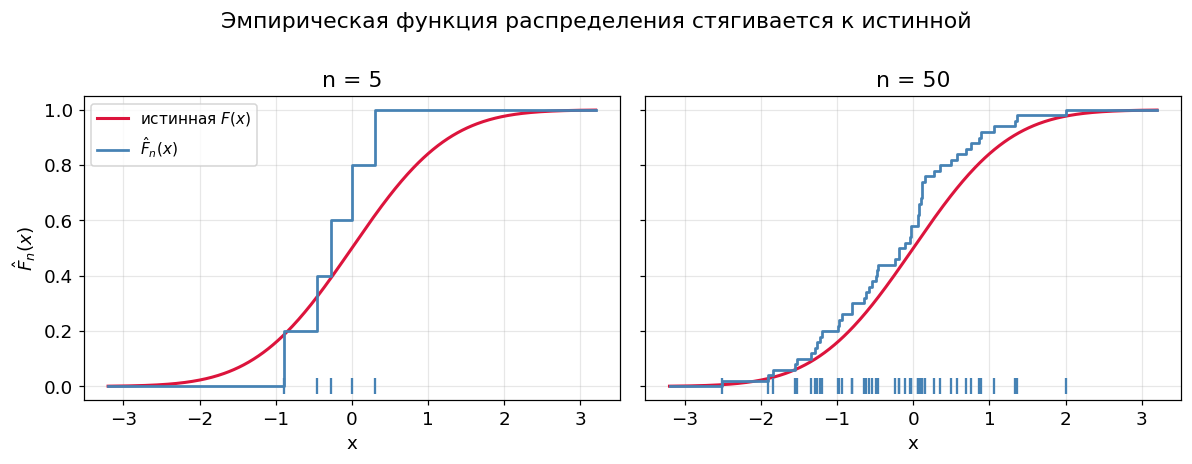 Эмпирическая функция распределения стягивается к истинной
n = 5
n = 50
1.0
0.8
0.6
0.4
0.2
0.0
F̂ₙ(x)
истинная F(x)
F̂ₙ(x)
−3 −2 −1 0 1 2 3
x
−3 −2 −1 0 1 2 3
x